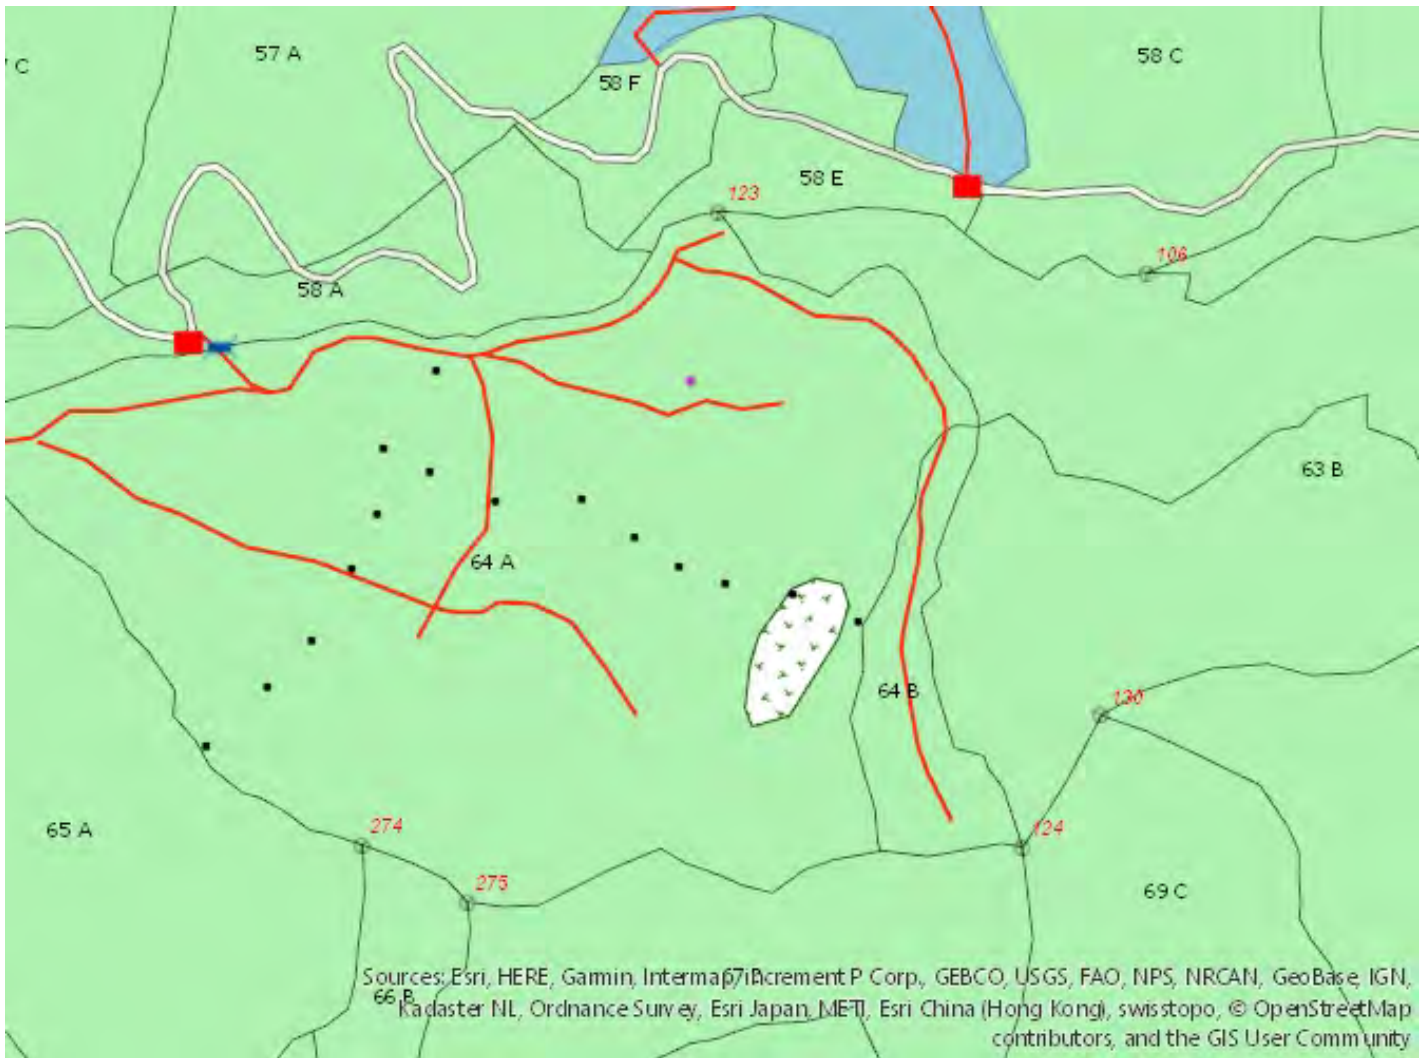 57 A
58 C
C
58 F
58 E
123
106
58 A
63 B
64 A
64 B
130
65 A
274
124
275
69 C
Sources: Esri, HERE, Garmin, Intermap, increment P Corp., GEBCO, USGS, FAO, NPS, NRCAN, GeoBase, IGN,
66 B
Kadaster NL, Ordnance Survey, Esri Japan, METI, Esri China (Hong Kong), swisstopo, © OpenStreetMap
contributors, and the GIS User Community